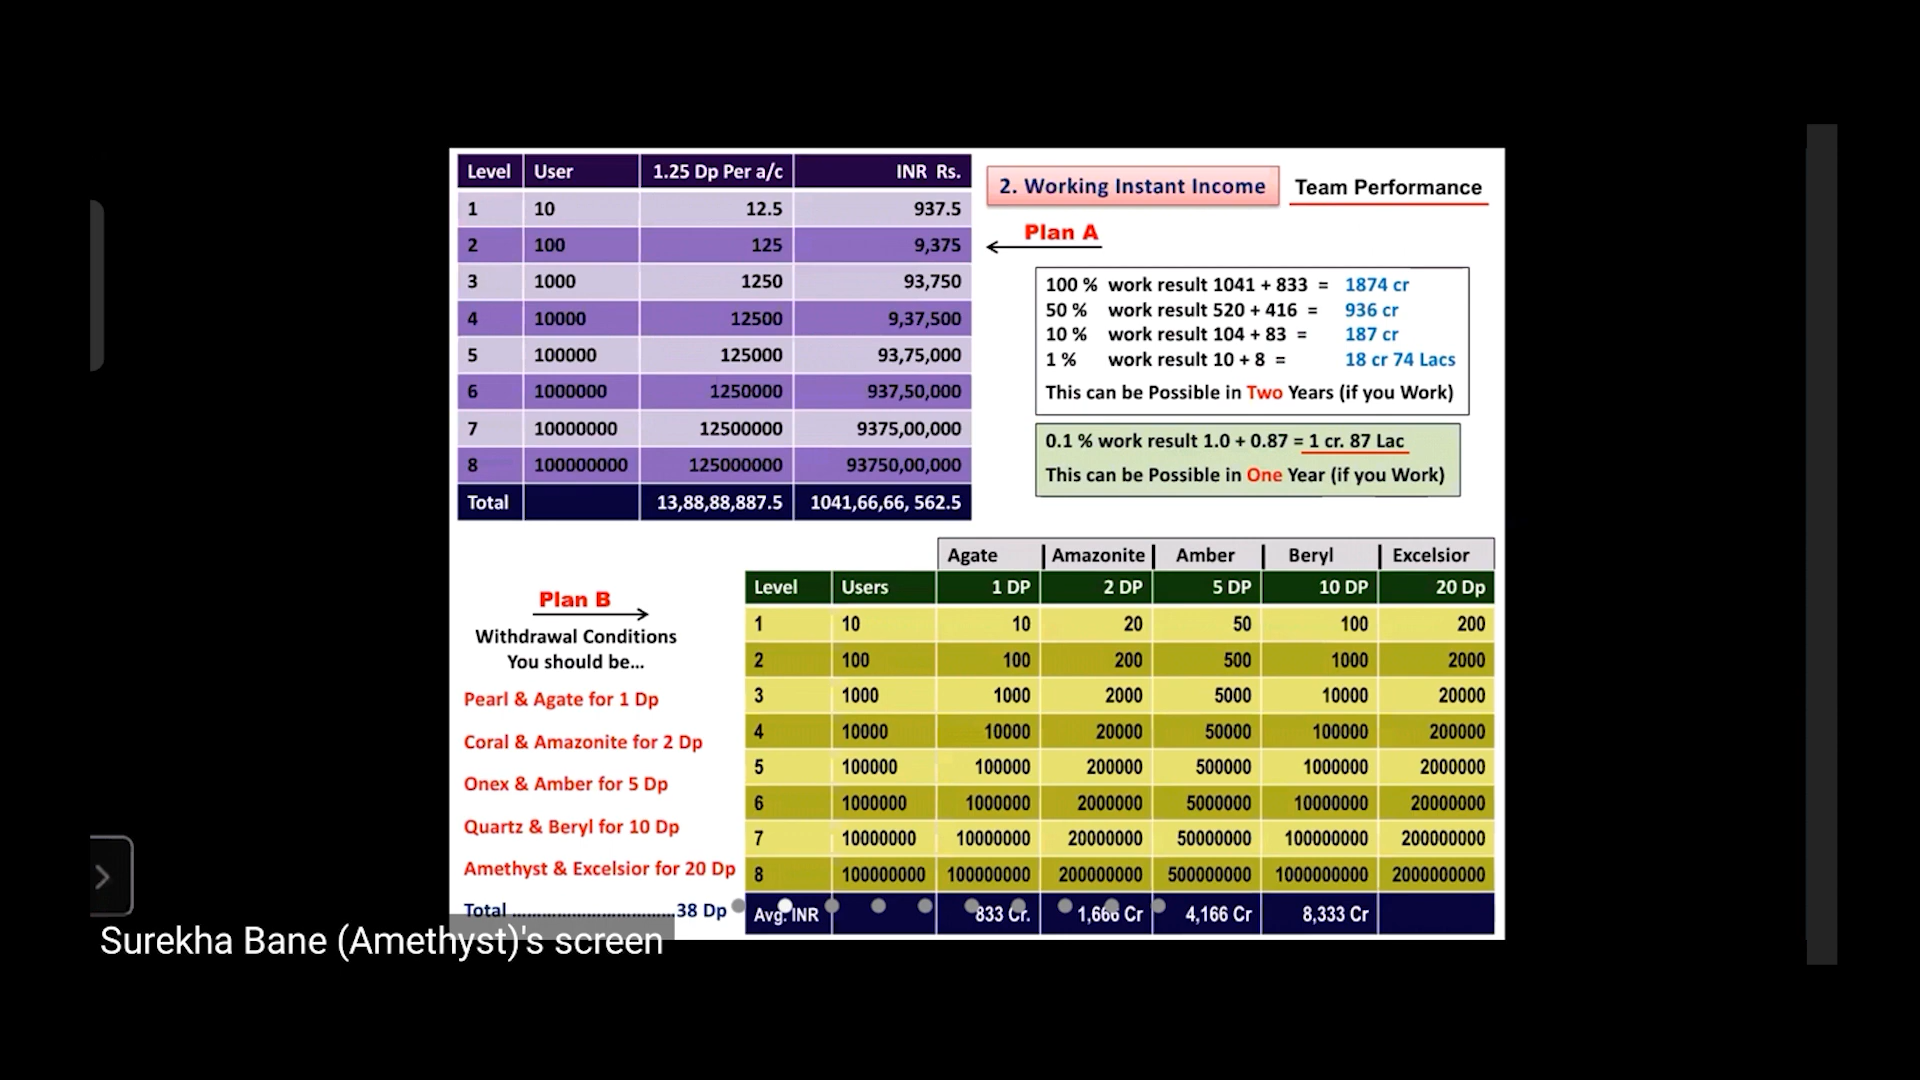 Level User 1.25 Dp Per a/c INR Rs.
1 10 12.5 937.5
2 100 125 9,375
3 1000 1250 93,750
4 10000 12500 9,37,500
5 100000 125000 93,75,000
6 1000000 1250000 937,50,000
7 10000000 12500000 9375,00,000
8 100000000 125000000 93750,00,000
Total 13,88,88,887.5 1041,66,66, 562.5
2. Working Instant Income Team Performance
Plan A
100 % work result 1041 + 833 = 1874 cr
50 % work result 520 + 416 = 936 cr
10 % work result 104 + 83 = 187 cr
1 % work result 10 + 8 = 18 cr 74 Lacs
This can be Possible in Two Years (if you Work)
0.1 % work result 1.0 + 0.87 = 1 cr. 87 Lac
This can be Possible in One Year (if you Work)
Plan B
Withdrawal Conditions
You should be...
Pearl & Agate for 1 Dp
Coral & Amazonite for 2 Dp
Onex & Amber for 5 Dp
Quartz & Beryl for 10 Dp
Amethyst & Excelsior for 20 Dp
Total ....................................38 Dp
Agate Amazonite Amber Beryl Excelsior
Level Users 1 DP 2 DP 5 DP 10 DP 20 Dp
1 10 10 20 50 100 200
2 100 100 200 500 1000 2000
3 1000 1000 2000 5000 10000 20000
4 10000 10000 20000 50000 100000 200000
5 100000 100000 200000 500000 1000000 2000000
6 1000000 1000000 2000000 5000000 10000000 20000000
7 10000000 10000000 20000000 50000000 100000000 200000000
8 100000000 100000000 200000000 500000000 1000000000 2000000000
Avg. INR 833 Cr. 1,666 Cr 4,166 Cr 8,333 Cr
Surekha Bane (Amethyst)'s screen